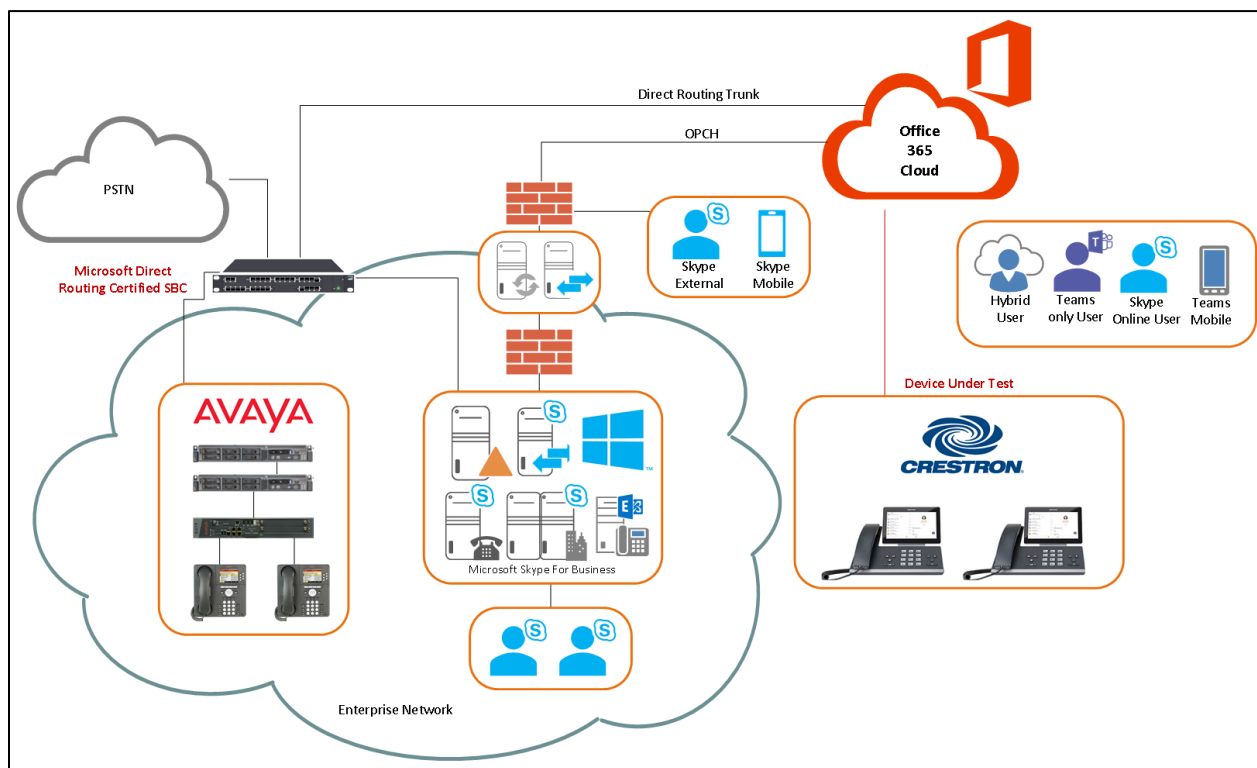 Direct Routing Trunk
OPCH
Office
365
Cloud
PSTN
Microsoft Direct
Routing Certified SBC
Skype
External
Skype
Mobile
Hybrid
User
Teams
only User
Skype
Online User
Teams
Mobile
Device Under Test
AVAYA
CRESTRON
Microsoft Skype For Business
Enterprise Network
S
S
S
S
S
S
S
T
E
TM